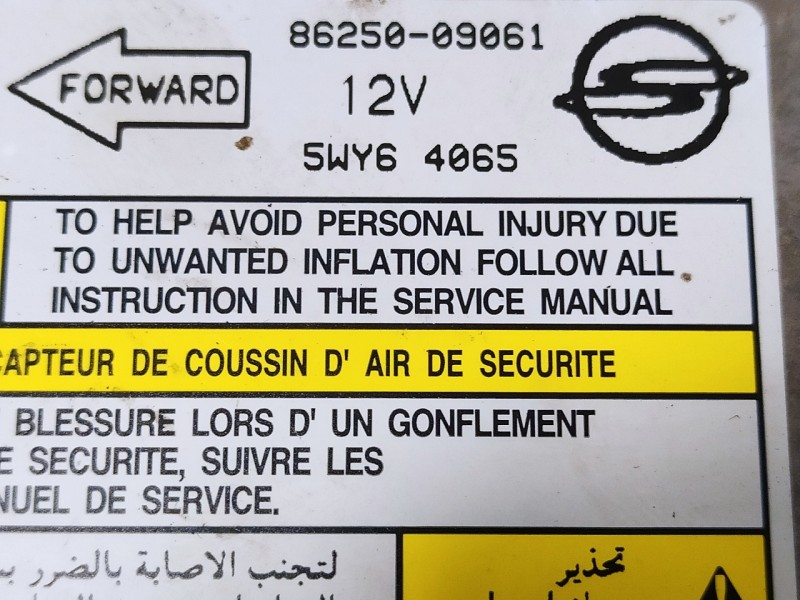 86250-09061
FORWARD
12V
5WY6 4065
TO HELP AVOID PERSONAL INJURY DUE
TO UNWANTED INFLATION FOLLOW ALL
INSTRUCTION IN THE SERVICE MANUAL
CAPTEUR DE COUSSIN D' AIR DE SECURITE
BLESSURE LORS D' UN GONFLEMENT
E SECURITE, SUIVRE LES
NUEL DE SERVICE.
لتجنب الاصابة بالضرر
تحذير